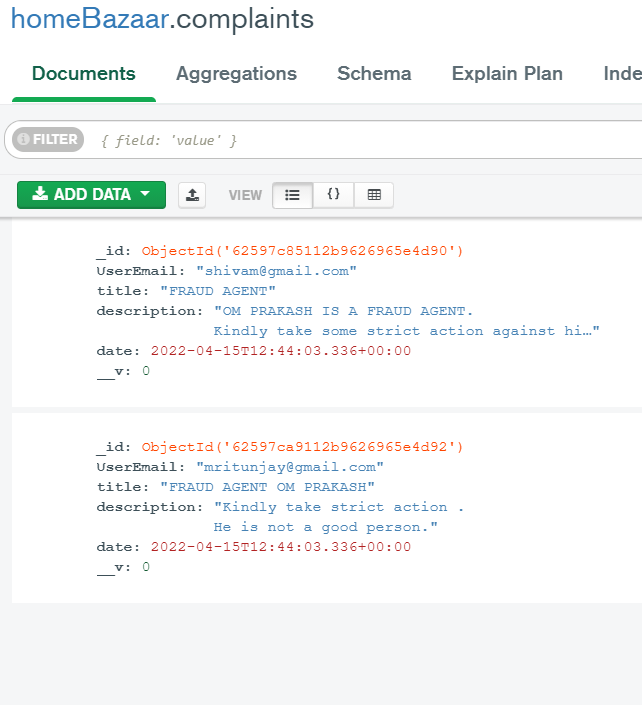 homeBazaar.complaints
Documents Aggregations Schema Explain Plan Inde
FILTER { field: 'value' }
ADD DATA VIEW { }
_id: ObjectId('62597c85112b9626965e4d90')
UserEmail: "shivam@gmail.com"
title: "FRAUD AGENT"
description: "OM PRAKASH IS A FRAUD AGENT.
Kindly take some strict action against hi…"
date: 2022-04-15T12:44:03.336+00:00
__v: 0
_id: ObjectId('62597ca9112b9626965e4d92')
UserEmail: "mritunjay@gmail.com"
title: "FRAUD AGENT OM PRAKASH"
description: "Kindly take strict action .
He is not a good person."
date: 2022-04-15T12:44:03.336+00:00
__v: 0